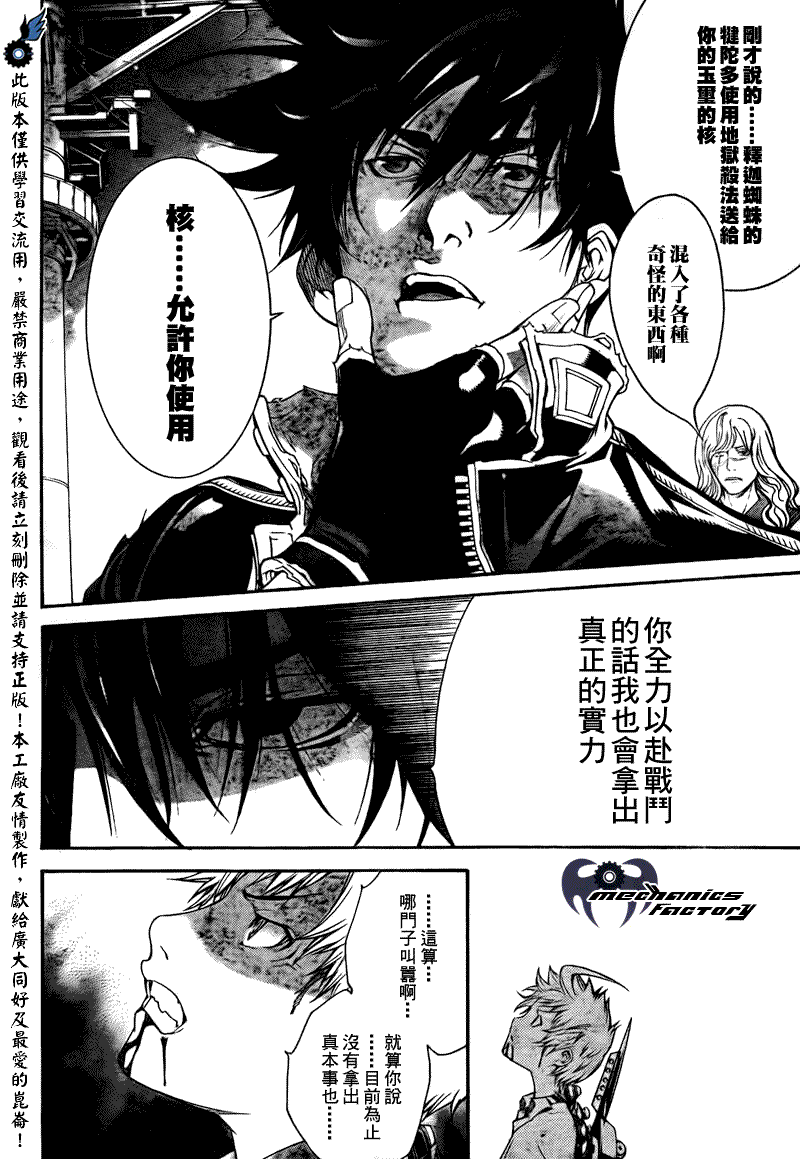 剛才說的……釋迦蜘蛛的
犍陀多使用地獄殺法送給
你的玉璽的核
混入了各種
奇怪的東西啊
核……允許你使用
你全力以赴戰鬥
的話我也會拿出
真正的實力
……這算…
哪門子叫囂啊……
就算你說
……目前為止
沒有拿出
真本事也……
mechanics
Factory
此版本僅供學習交流用，嚴禁商業用途，觀看後請立刻刪除並請支持正版！本工廠友情製作，獻給廣大同好及最愛的崑崙！